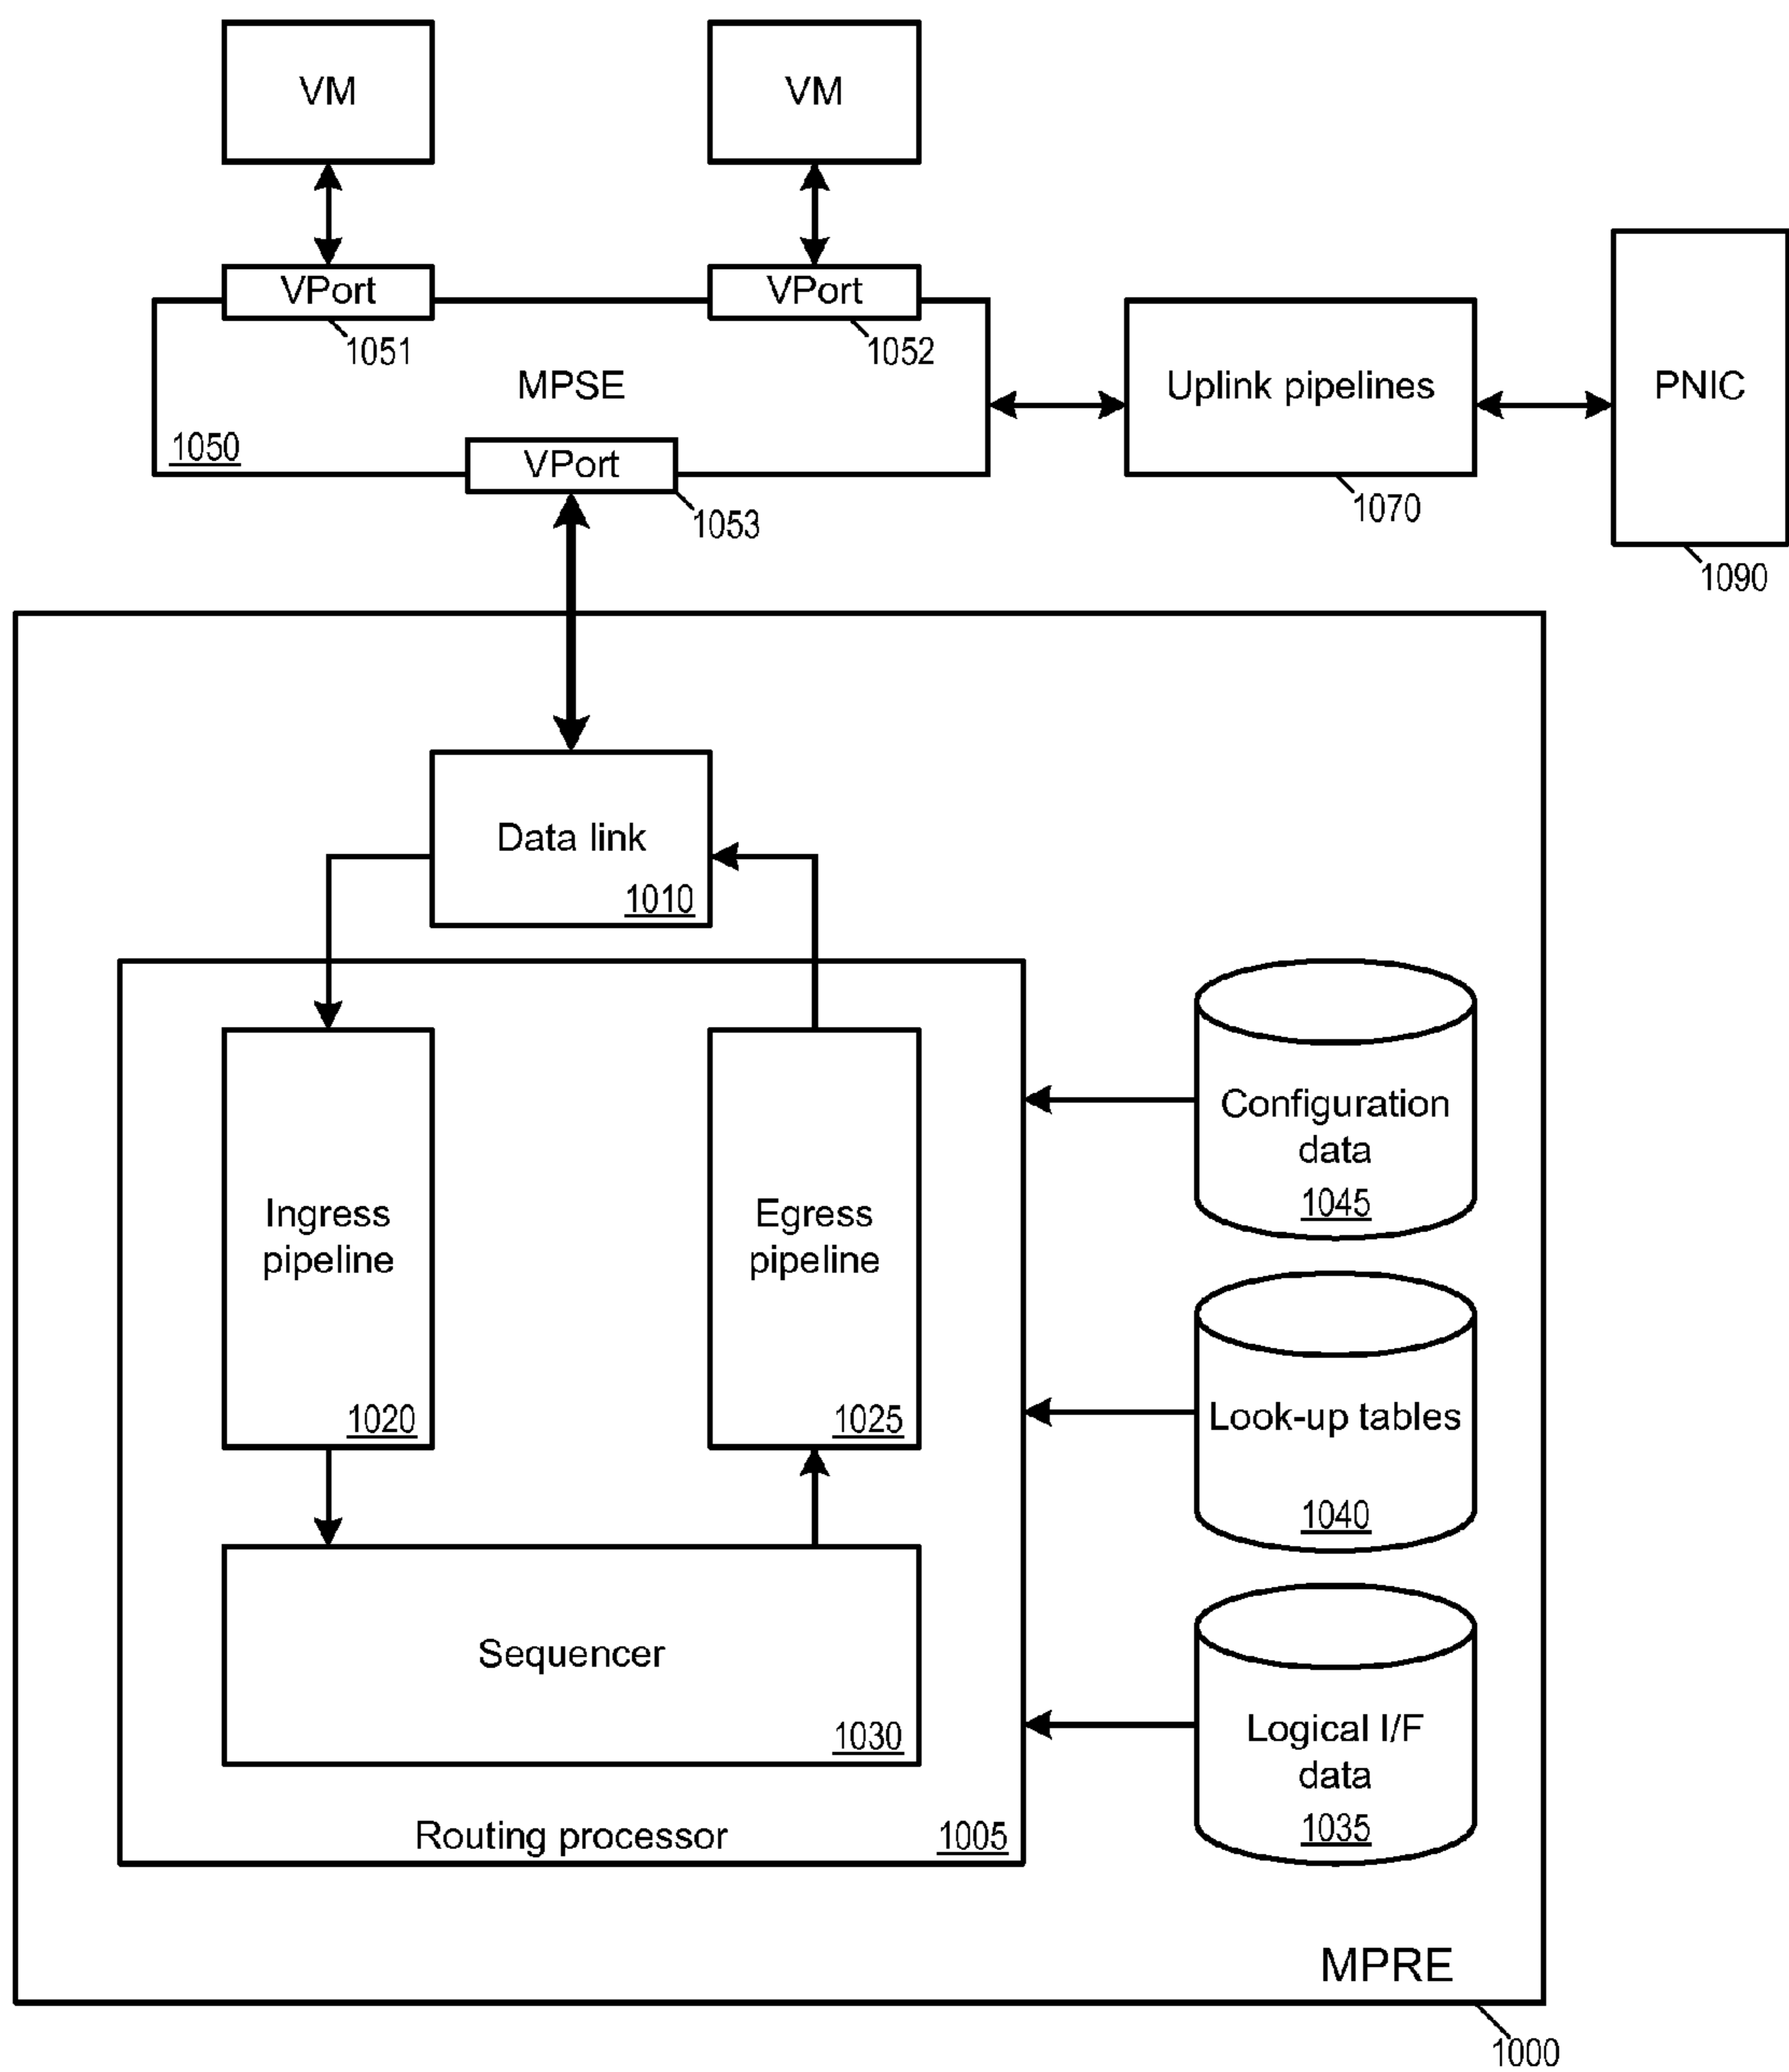 VM
VM
VPort
VPort
1051
1052
MPSE
Uplink pipelines
PNIC
1050
VPort
1053
1070
1090
Data link
1010
Configuration
data
1045
Ingress
pipeline
1020
Egress
pipeline
1025
Look-up tables
1040
Sequencer
1030
Logical I/F
data
1035
Routing processor
1005
MPRE
1000